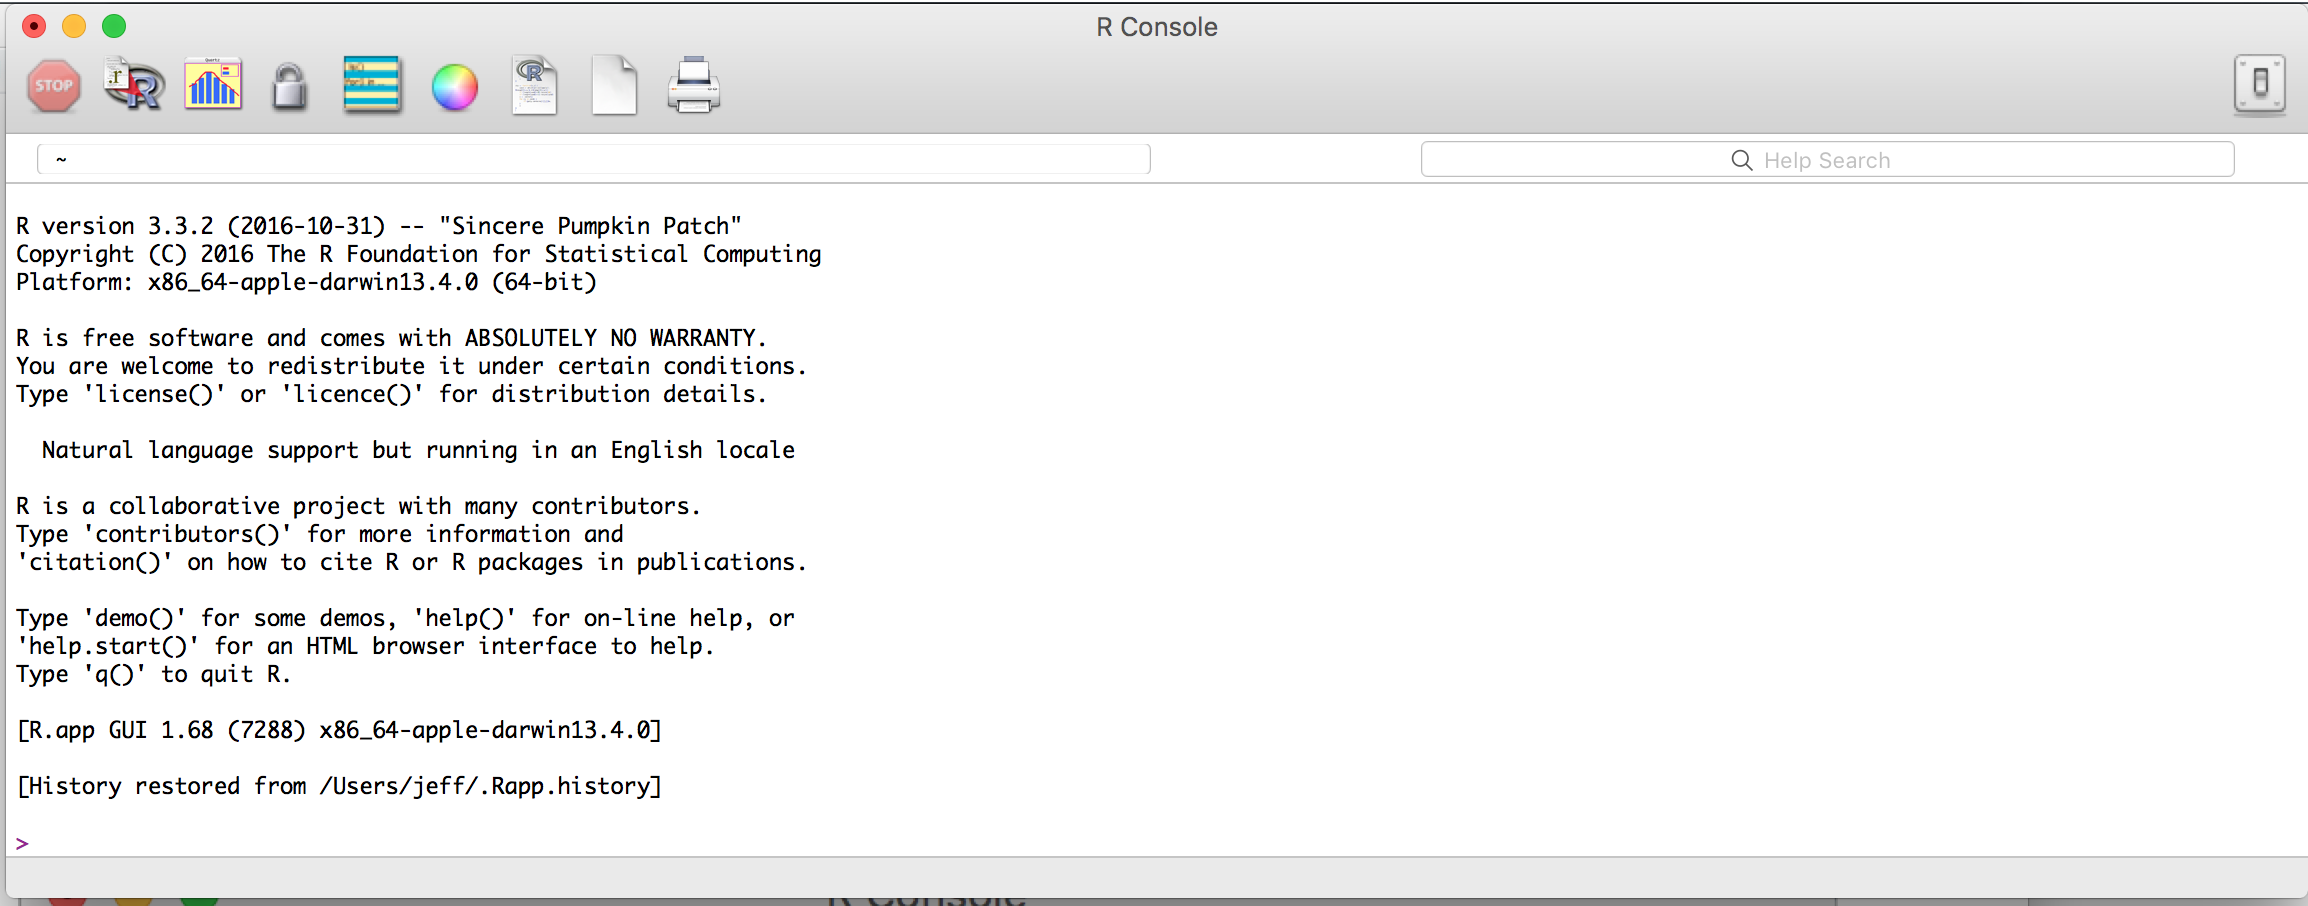 R Console
STOP
.r R
R
~
Help Search
R version 3.3.2 (2016-10-31) -- "Sincere Pumpkin Patch"
Copyright (C) 2016 The R Foundation for Statistical Computing
Platform: x86_64-apple-darwin13.4.0 (64-bit)
R is free software and comes with ABSOLUTELY NO WARRANTY.
You are welcome to redistribute it under certain conditions.
Type 'license()' or 'licence()' for distribution details.
Natural language support but running in an English locale
R is a collaborative project with many contributors.
Type 'contributors()' for more information and
'citation()' on how to cite R or R packages in publications.
Type 'demo()' for some demos, 'help()' for on-line help, or
'help.start()' for an HTML browser interface to help.
Type 'q()' to quit R.
[R.app GUI 1.68 (7288) x86_64-apple-darwin13.4.0]
[History restored from /Users/jeff/.Rapp.history]
>
R Console